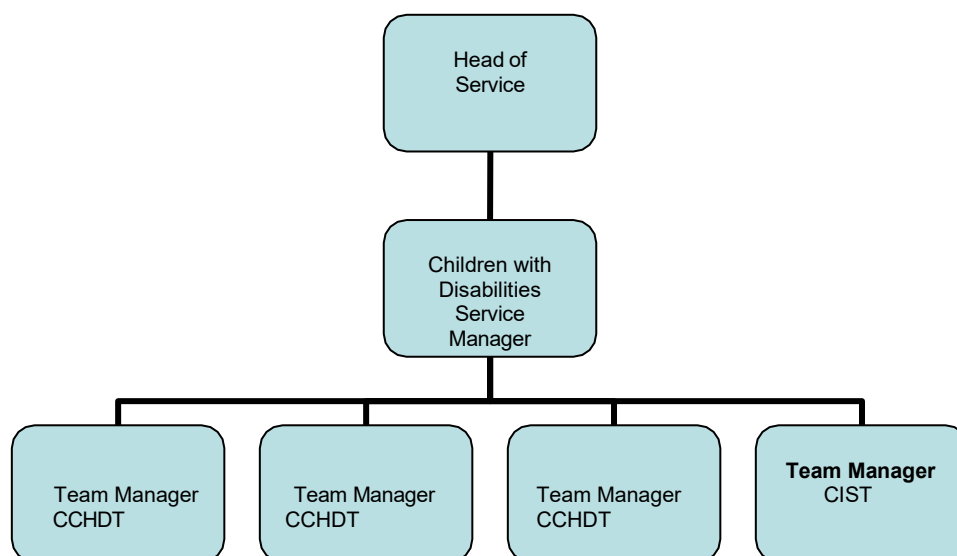 Head of
Service
Children with
Disabilities
Service
Manager
Team Manager
CCHDT
Team Manager
CCHDT
Team Manager
CCHDT
Team Manager
CIST